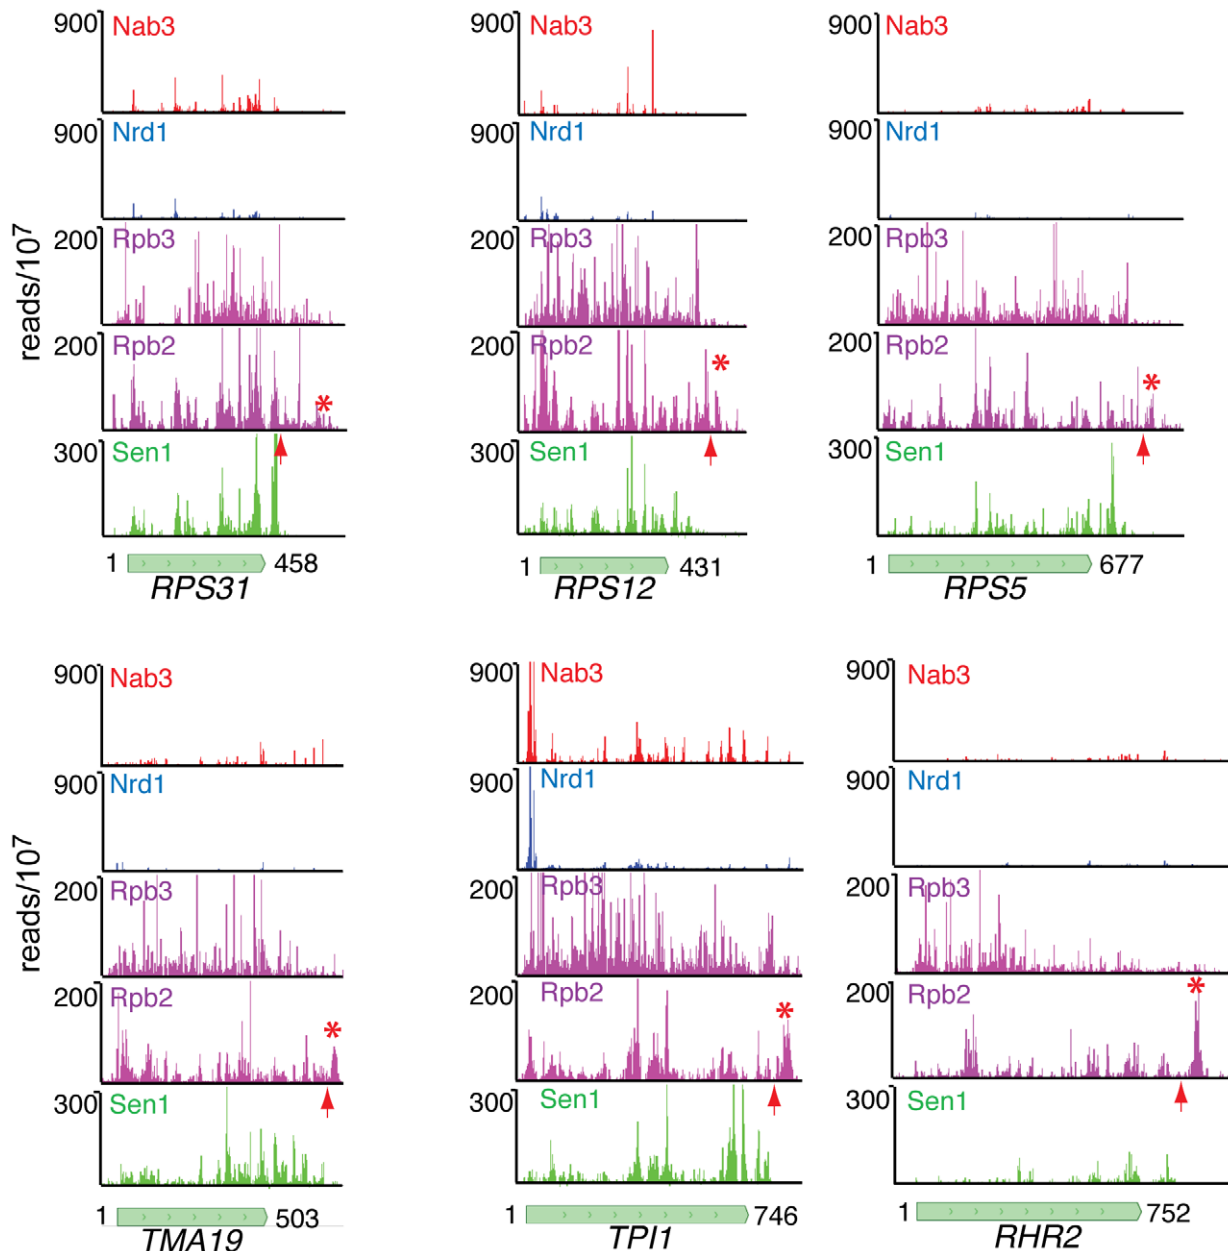 900 Nab3
900 Nab3
900 Nab3
900 Nrd1
900 Nrd1
900 Nrd1
reads/10⁷
200 Rpb3
200 Rpb3
200 Rpb3
200 Rpb2 *
200 Rpb2 *
200 Rpb2 *
300 Sen1
300 Sen1
300 Sen1
1 458
RPS31
1 431
RPS12
1 677
RPS5
900 Nab3
900 Nab3
900 Nab3
900 Nrd1
900 Nrd1
900 Nrd1
reads/10⁷
200 Rpb3
200 Rpb3
200 Rpb3
200 Rpb2 *
200 Rpb2 *
200 Rpb2 *
300 Sen1
300 Sen1
300 Sen1
1 503
TMA19
1 746
TPI1
1 752
RHR2